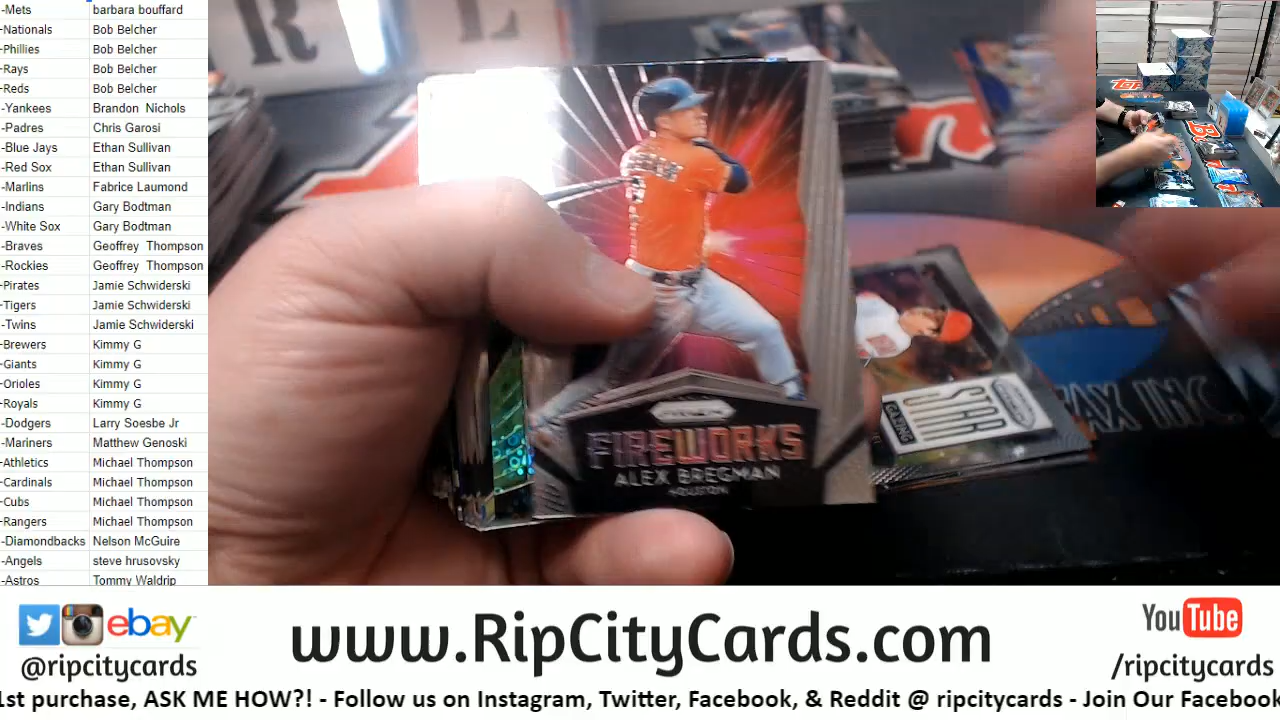 -Mets barbara bouffard
-Nationals Bob Belcher
-Phillies Bob Belcher
-Rays Bob Belcher
-Reds Bob Belcher
-Yankees Brandon Nichols
-Padres Chris Garosi
-Blue Jays Ethan Sullivan
-Red Sox Ethan Sullivan
-Marlins Fabrice Laumond
-Indians Gary Bodtman
-White Sox Gary Bodtman
-Braves Geoffrey Thompson
-Rockies Geoffrey Thompson
-Pirates Jamie Schwiderski
-Tigers Jamie Schwiderski
-Twins Jamie Schwiderski
-Brewers Kimmy G
-Giants Kimmy G
-Orioles Kimmy G
-Royals Kimmy G
-Dodgers Larry Soesbe Jr
-Mariners Matthew Genoski
-Athletics Michael Thompson
-Cardinals Michael Thompson
-Cubs Michael Thompson
-Rangers Michael Thompson
-Diamondbacks Nelson McGuire
-Angels steve hrusovsky
-Astros Tommy Waldrip
PRIZM
FIREWORKS
ALEX BREGMAN
HOUSTON
STAR
GAZING
INC
ebay
@ripcitycards
www.RipCityCards.com
YouTube
/ripcitycards
1st purchase, ASK ME HOW?! - Follow us on Instagram, Twitter, Facebook, & Reddit @ ripcitycards - Join Our Facebook